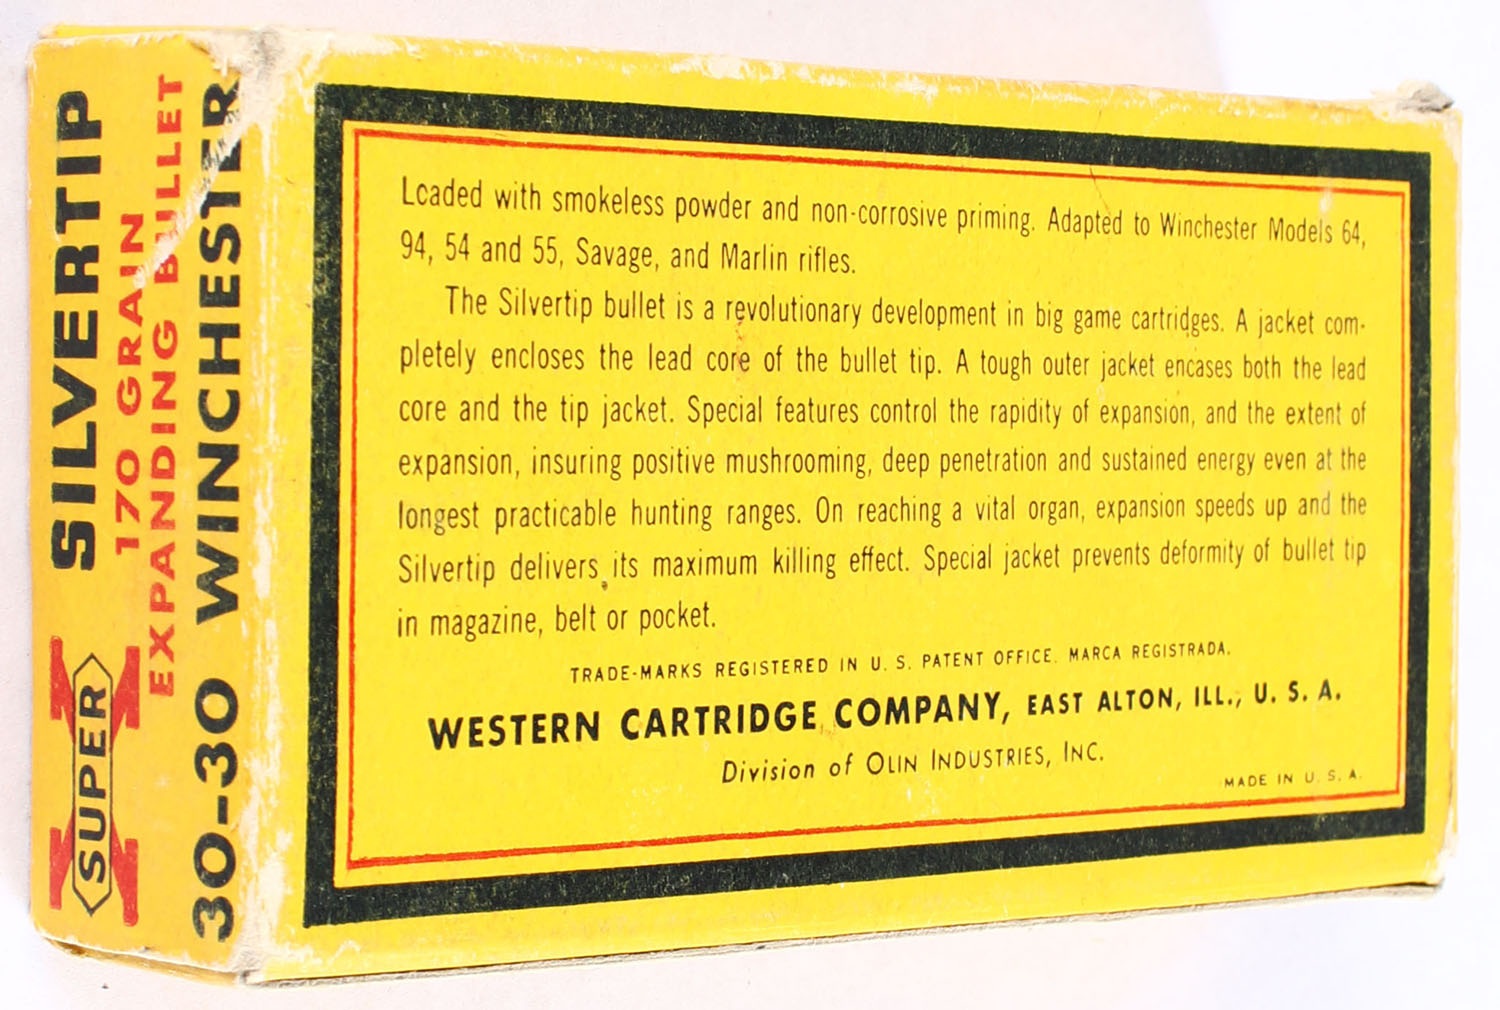 SUPER X
SILVERTIP
170 GRAIN
EXPANDING BULLET
30-30 WINCHESTER
Loaded with smokeless powder and non-corrosive priming. Adapted to Winchester Models 64,
94, 54 and 55, Savage, and Marlin rifles.
The Silvertip bullet is a revolutionary development in big game cartridges. A jacket com-
pletely encloses the lead core of the bullet tip. A tough outer jacket encases both the lead
core and the tip jacket. Special features control the rapidity of expansion, and the extent of
expansion, insuring positive mushrooming, deep penetration and sustained energy even at the
longest practicable hunting ranges. On reaching a vital organ, expansion speeds up and the
Silvertip delivers its maximum killing effect. Special jacket prevents deformity of bullet tip
in magazine, belt or pocket.
TRADE-MARKS REGISTERED IN U. S. PATENT OFFICE. MARCA REGISTRADA.
WESTERN CARTRIDGE COMPANY, EAST ALTON, ILL., U. S. A.
Division of OLIN INDUSTRIES, INC.
MADE IN U. S. A.